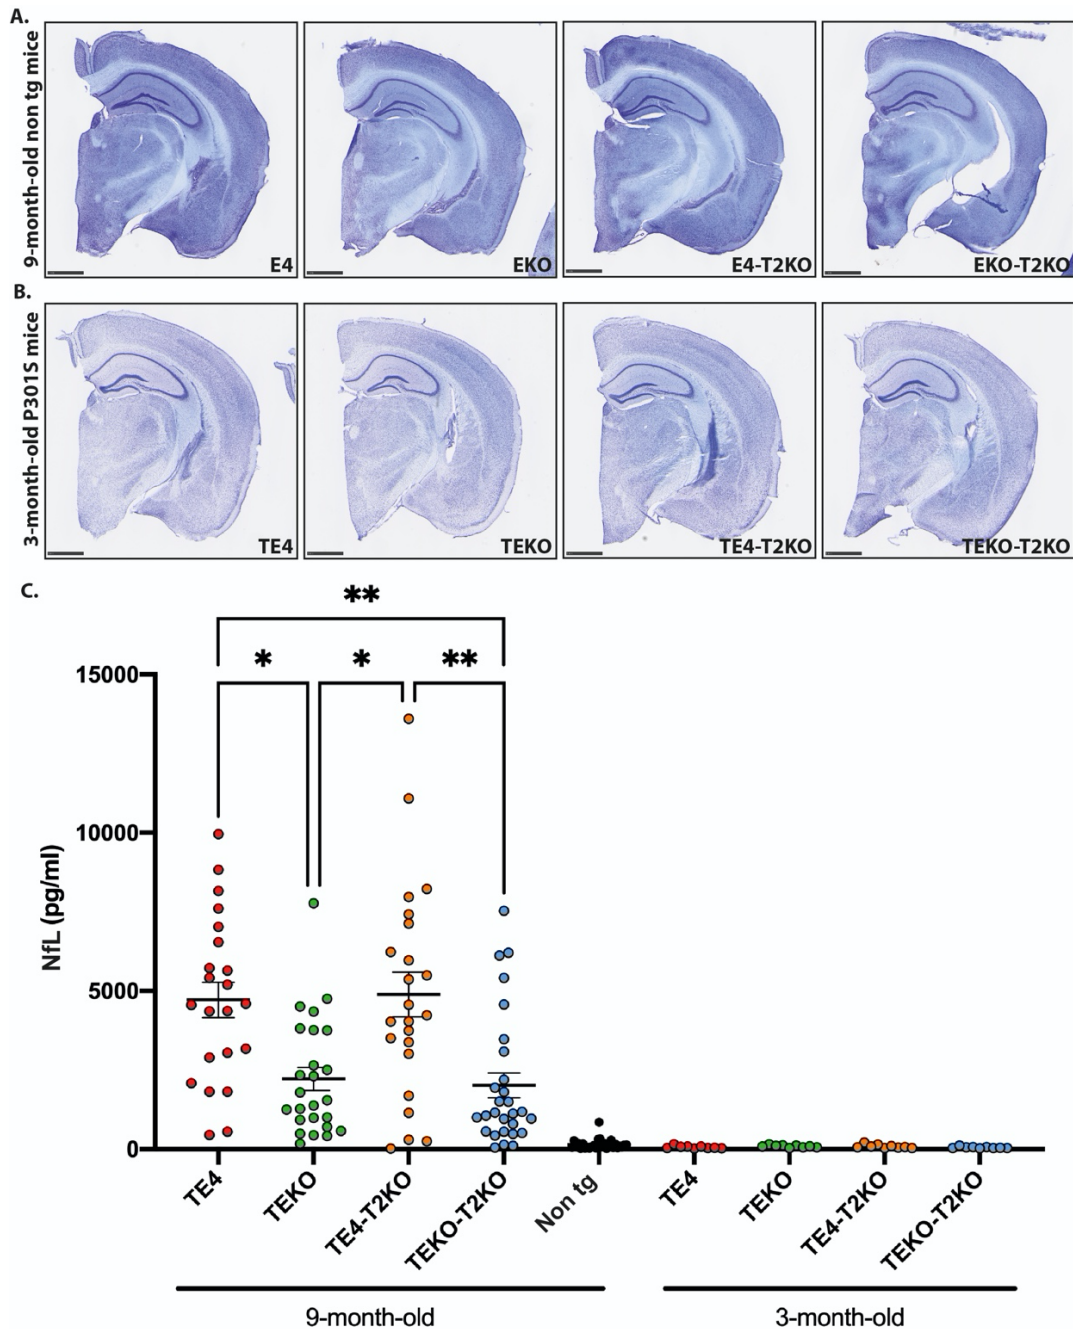 A.
9-month-old non tg mice
E4
EKO
E4-T2KO
EKO-T2KO
B.
3-month-old P301S mice
TE4
TEKO
TE4-T2KO
TEKO-T2KO
C.
**
* * **
15000
10000
5000
0
NfL (pg/ml)
TE4
TEKO
TE4-T2KO
TEKO-T2KO
Non tg
TE4
TEKO
TE4-T2KO
TEKO-T2KO
9-month-old
3-month-old